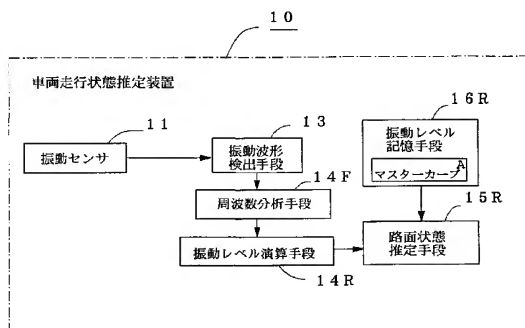 10
車両走行状態推定装置
11
振動センサ
13
振動波形
検出手段
14F
周波数分析手段
振動レベル演算手段
14R
16R
振動レベル
記憶手段
A
マスターカーブ
15R
路面状態
推定手段